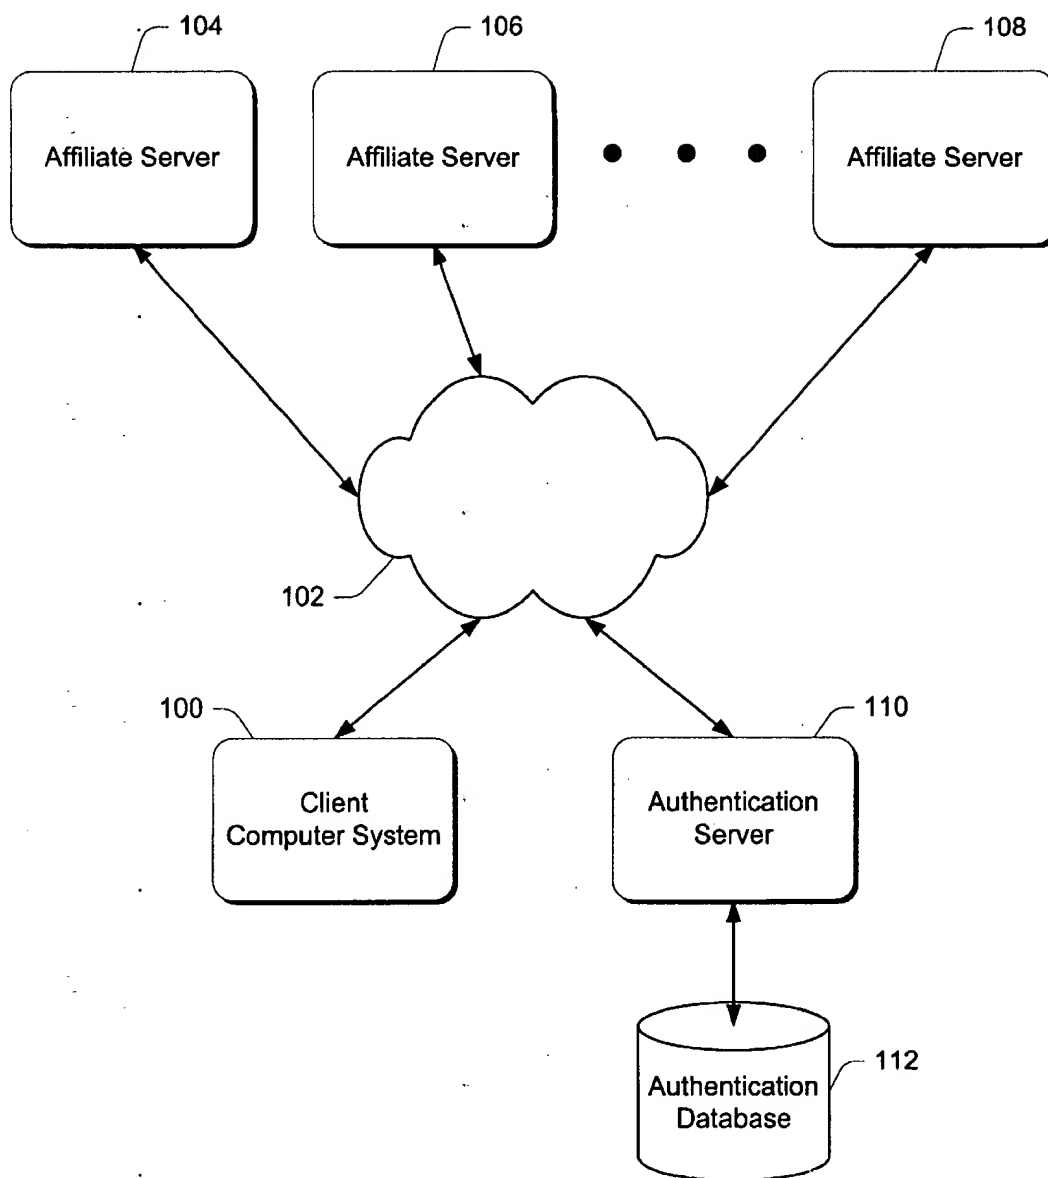 104
106
108
Affiliate Server
Affiliate Server
Affiliate Server
102
100
110
Client
Computer System
Authentication
Server
112
Authentication
Database